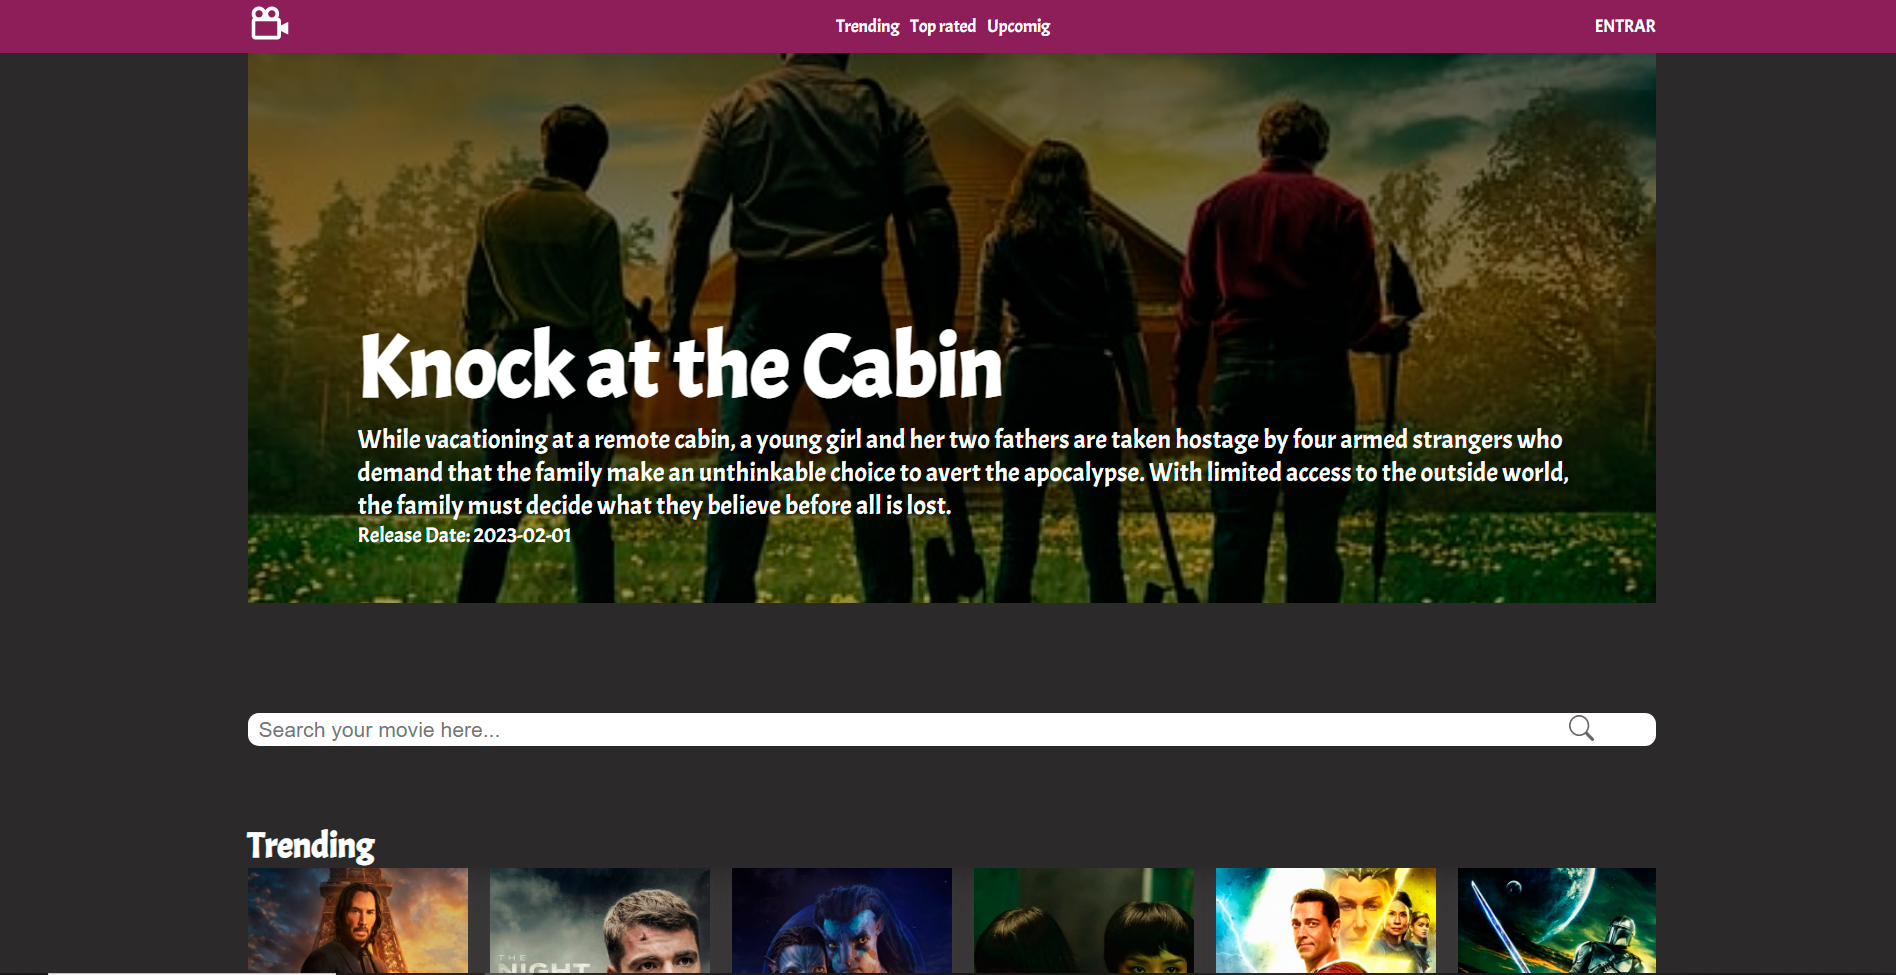 Trending Top rated Upcomig
ENTRAR
Knock at the Cabin
While vacationing at a remote cabin, a young girl and her two fathers are taken hostage by four armed strangers who
demand that the family make an unthinkable choice to avert the apocalypse. With limited access to the outside world,
the family must decide what they believe before all is lost.
Release Date: 2023-02-01
Search your movie here...
Trending
THE
NIGHT